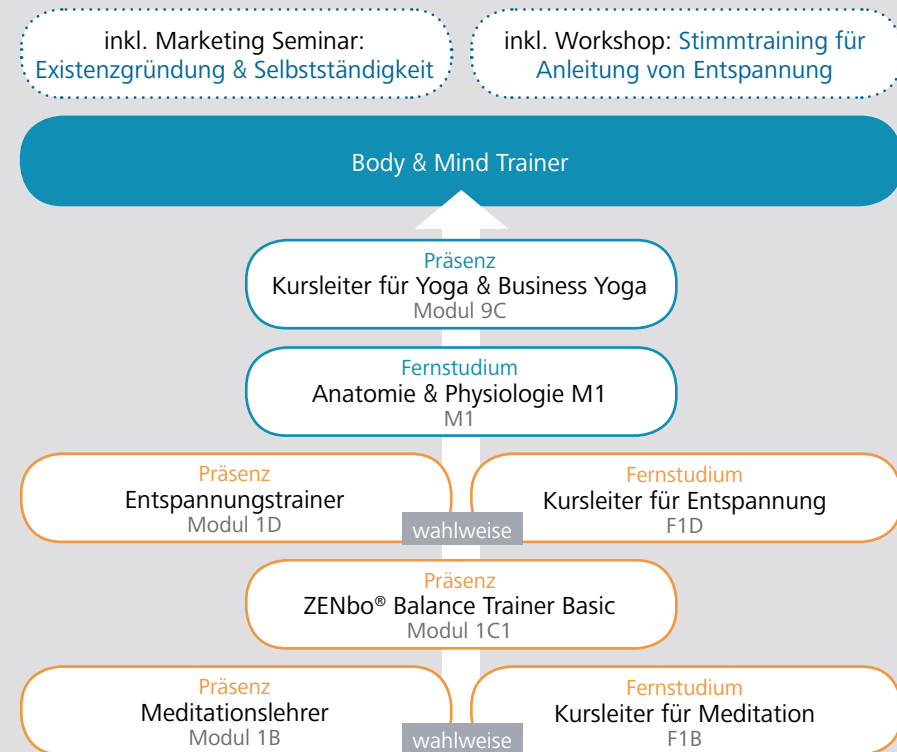 inkl. Marketing Seminar:
Existenzgründung & Selbstständigkeit
inkl. Workshop: Stimmtraining für
Anleitung von Entspannung
Body & Mind Trainer
Präsenz
Kursleiter für Yoga & Business Yoga
Modul 9C
Fernstudium
Anatomie & Physiologie M1
M1
Präsenz
Entspannungstrainer
Modul 1D
wahlweise
Fernstudium
Kursleiter für Entspannung
F1D
Präsenz
ZENbo® Balance Trainer Basic
Modul 1C1
Präsenz
Meditationslehrer
Modul 1B
wahlweise
Fernstudium
Kursleiter für Meditation
F1B